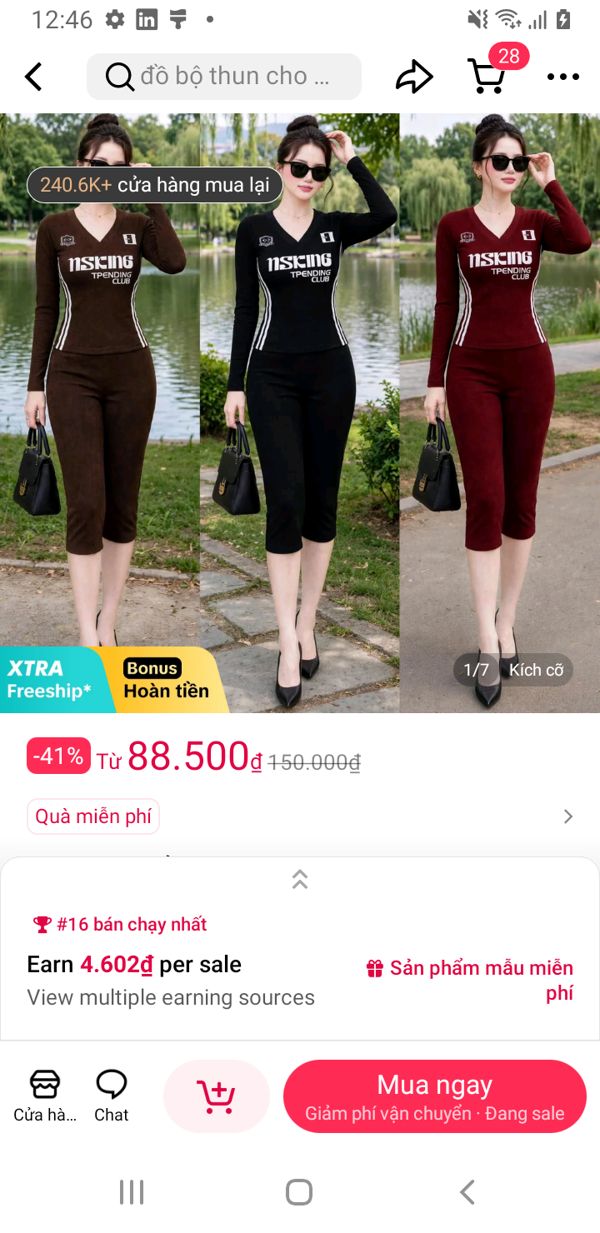 12:46
đồ bộ thun cho ...
28
240.6K+ cửa hàng mua lại
NSKING
TPENDING
CLUB
NSKING
TPENDING
CLUB
NSKING
TPENDING
CLUB
XTRA
Freeship*
Bonus
Hoàn tiền
1/7
Kích cỡ
-41% Từ 88.500₫ 150.000₫
Quà miễn phí
#16 bán chạy nhất
Earn 4.602₫ per sale
View multiple earning sources
Sản phẩm mẫu miễn
phí
Cửa hà...
Chat
Mua ngay
Giảm phí vận chuyển · Đang sale